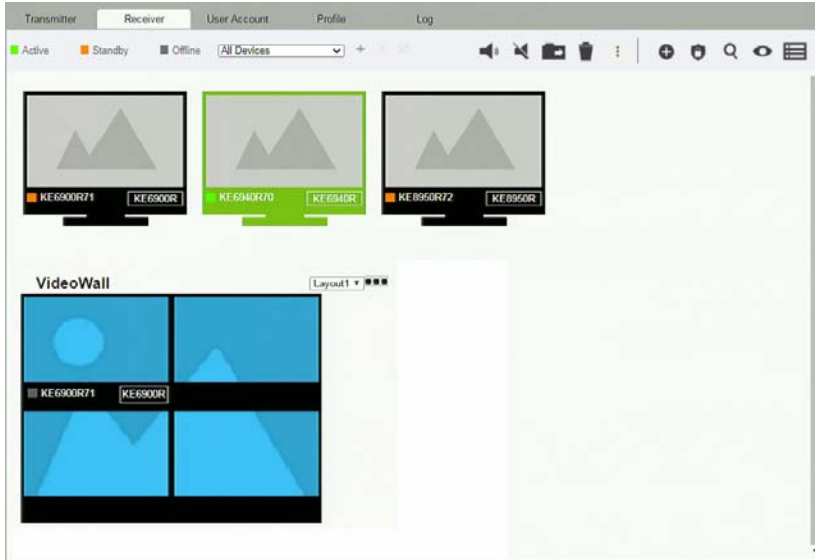 Transmitter Receiver User Account Profile Log
Active Standby Offline All Devices
KE6900R71 KE6900R
KE6940R70 KE6940R
KE8950R72 KE8950R
VideoWall Layout1
KE6900R71 KE6900R